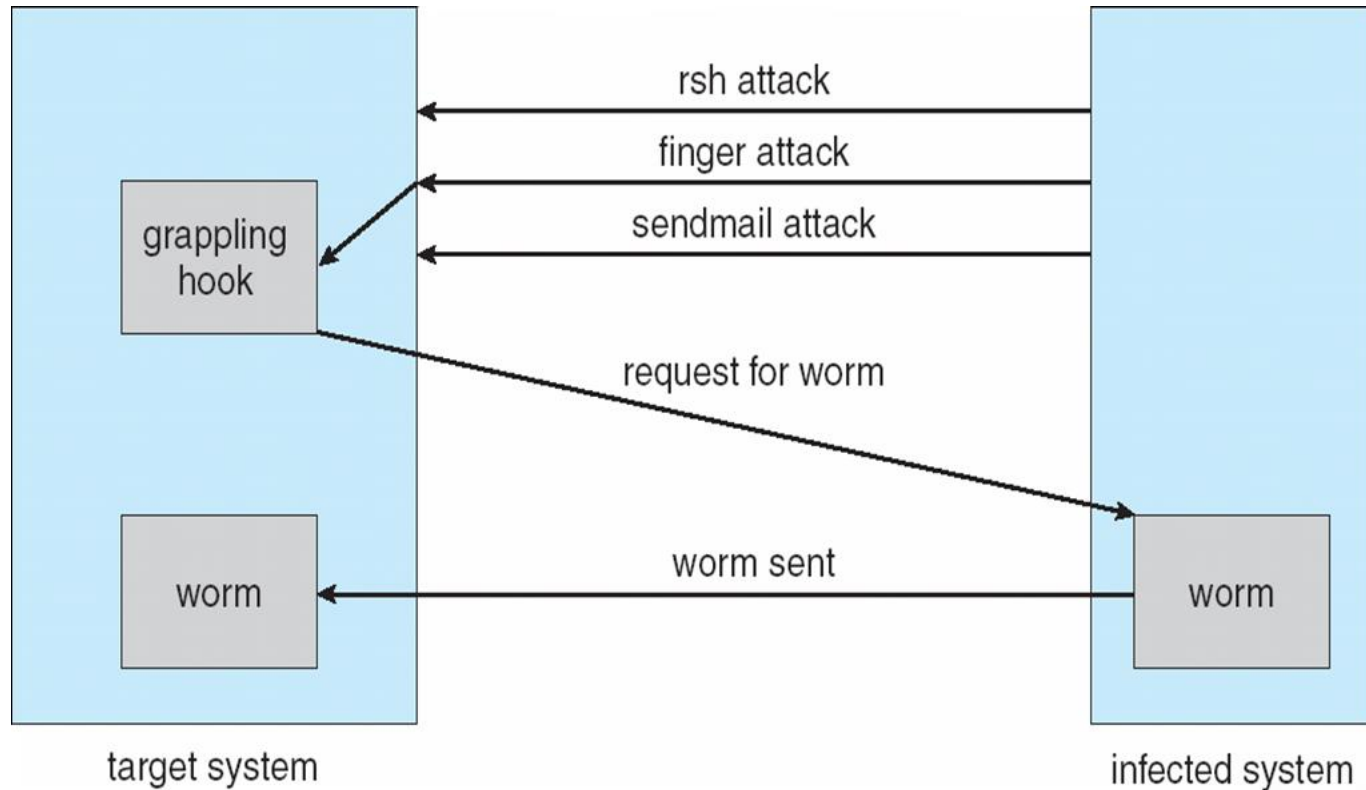 rsh attack
finger attack
sendmail attack
grappling
hook
request for worm
worm sent
worm
worm
target system
infected system